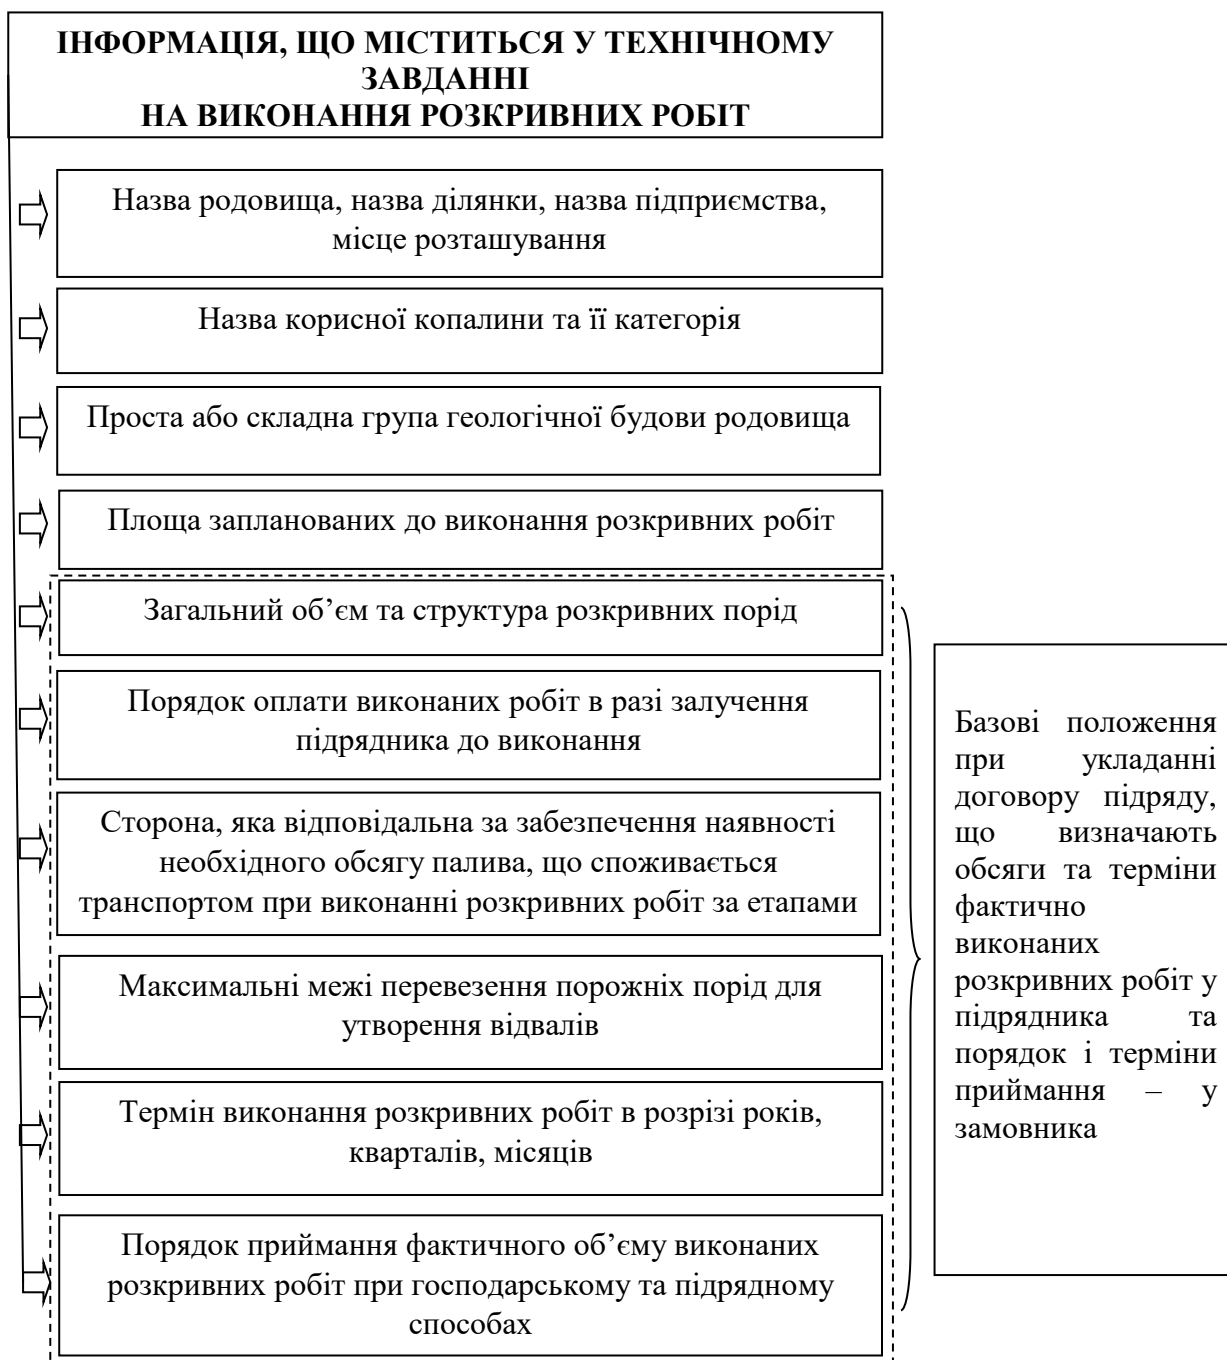 ІНФОРМАЦІЯ, ЩО МІСТИТЬСЯ У ТЕХНІЧНОМУ
ЗАВДАННІ
НА ВИКОНАННЯ РОЗКРИВНИХ РОБІТ
Назва родовища, назва ділянки, назва підприємства,
місце розташування
Назва корисної копалини та її категорія
Проста або складна група геологічної будови родовища
Площа запланованих до виконання розкривних робіт
Загальний об’єм та структура розкривних порід
Порядок оплати виконаних робіт в разі залучення
підрядника до виконання
Сторона, яка відповідальна за забезпечення наявності
необхідного обсягу палива, що споживається
транспортом при виконанні розкривних робіт за етапами
Максимальні межі перевезення порожніх порід для
утворення відвалів
Термін виконання розкривних робіт в розрізі років,
кварталів, місяців
Порядок приймання фактичного об’єму виконаних
розкривних робіт при господарському та підрядному
способах
Базові положення
при укладанні
договору підряду,
що визначають
обсяги та терміни
фактично
виконаних
розкривних робіт у
підрядника та
порядок і терміни
приймання – у
замовника